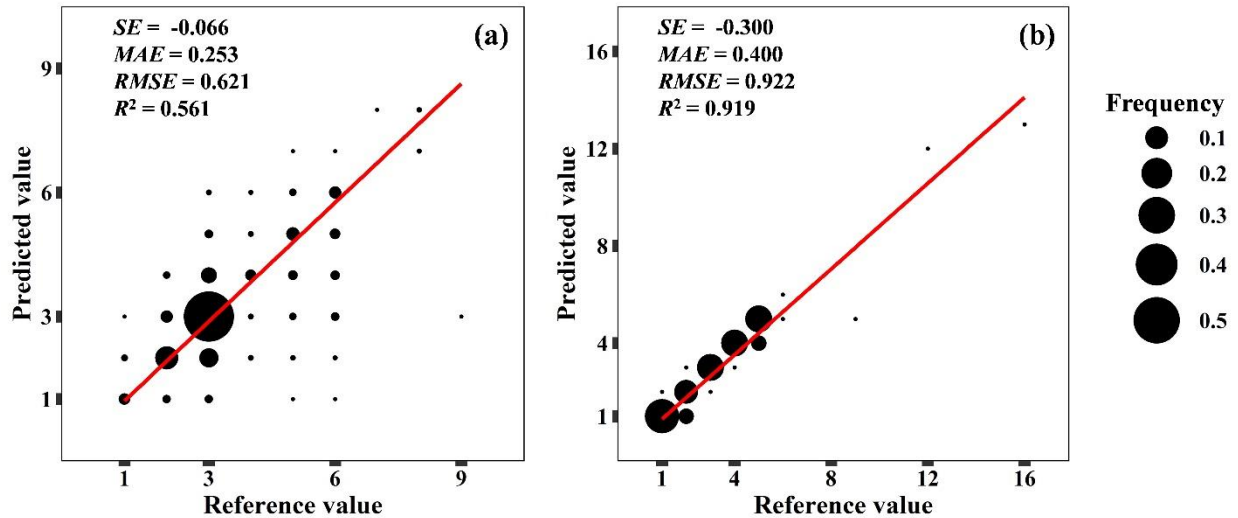 SE = -0.066
MAE = 0.253
RMSE = 0.621
R² = 0.561
(a)
9
6
3
1
Predicted value
1 3 6 9
Reference value
SE = -0.300
MAE = 0.400
RMSE = 0.922
R² = 0.919
(b)
16
12
8
4
1
Predicted value
1 4 8 12 16
Reference value
Frequency
0.1
0.2
0.3
0.4
0.5